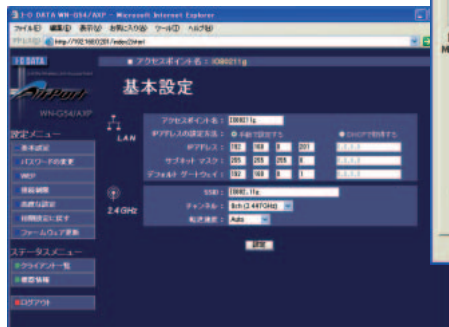 I-O DATA WN-G54/AXP - Microsoft Internet Explorer
ファイル(F) 編集(E) 表示(V) お気に入り(A) ツール(T) ヘルプ(H)
http://192.168.0.201/index2.html
I-O DATA
■ アクセスポイント名：IO80211g
AirPort
WN-G54/AXP
基本設定
設定メニュー
基本設定
パスワードの変更
WEP
接続制限
高度な設定
初期設定に戻す
ファームウェア更新
ステータスメニュー
クライアント一覧
機器情報
ログアウト
LAN
アクセスポイント名： IO80211g
IPアドレスの設定方法： 手動で設定する DHCPで取得する
IPアドレス： 192 168 0 201
サブネット マスク： 255 255 255 0
デフォルト ゲートウェイ： 192 168 0 1
2.4 GHz
チャンネル： 8ch (2.447GHz)
転送速度： Auto
設定